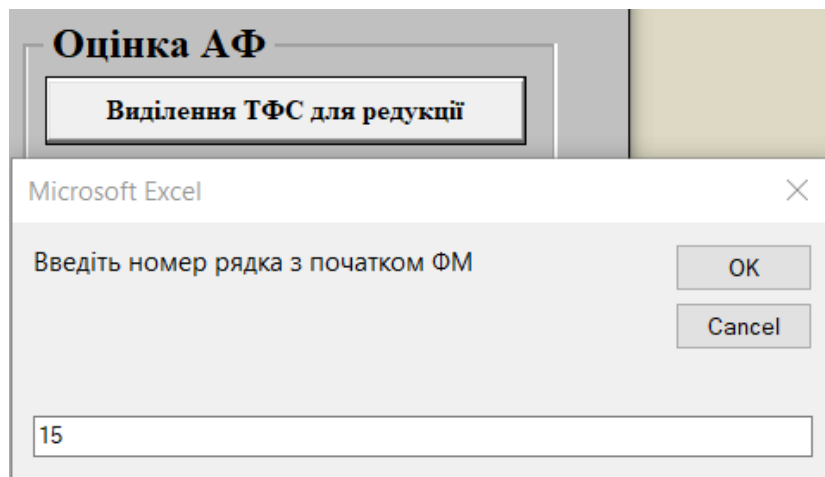 Оцінка АФ
Виділення ТФС для редукції
Microsoft Excel
Введіть номер рядка з початком ФМ
OK
Cancel
15